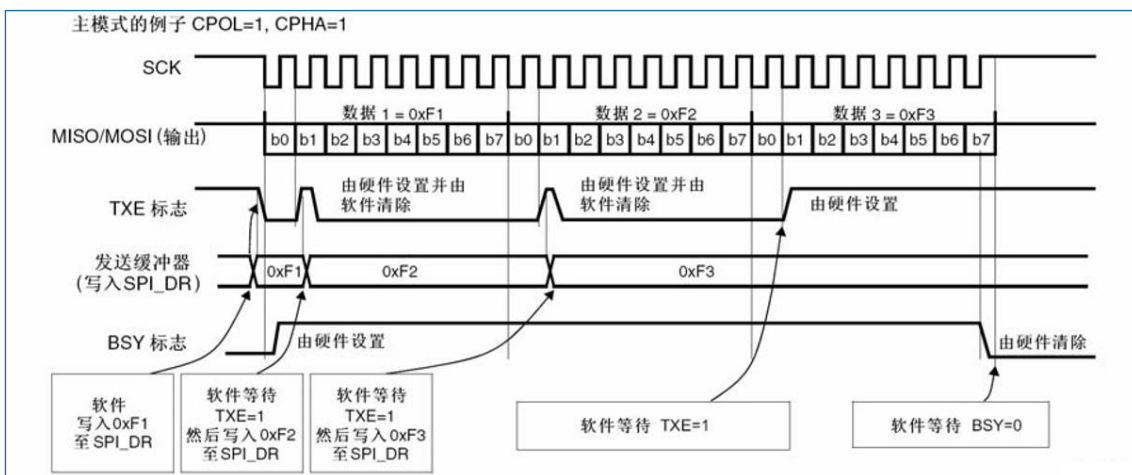 主模式的例子 CPOL=1, CPHA=1
SCK
数据 1 = 0xF1
数据 2 = 0xF2
数据 3 = 0xF3
MISO/MOSI (输出)
b0 b1 b2 b3 b4 b5 b6 b7 b0 b1 b2 b3 b4 b5 b6 b7 b0 b1 b2 b3 b4 b5 b6 b7
TXE 标志
由硬件设置并由
软件清除
由硬件设置并由
软件清除
由硬件设置
发送缓冲器
(写入SPI_DR)
0xF1
0xF2
0xF3
BSY 标志
由硬件设置
由硬件清除
软件
写入0xF1
至SPI_DR
软件等待
TXE=1
然后写入0xF2
至SPI_DR
软件等待
TXE=1
然后写入0xF3
至SPI_DR
软件等待 TXE=1
软件等待 BSY=0